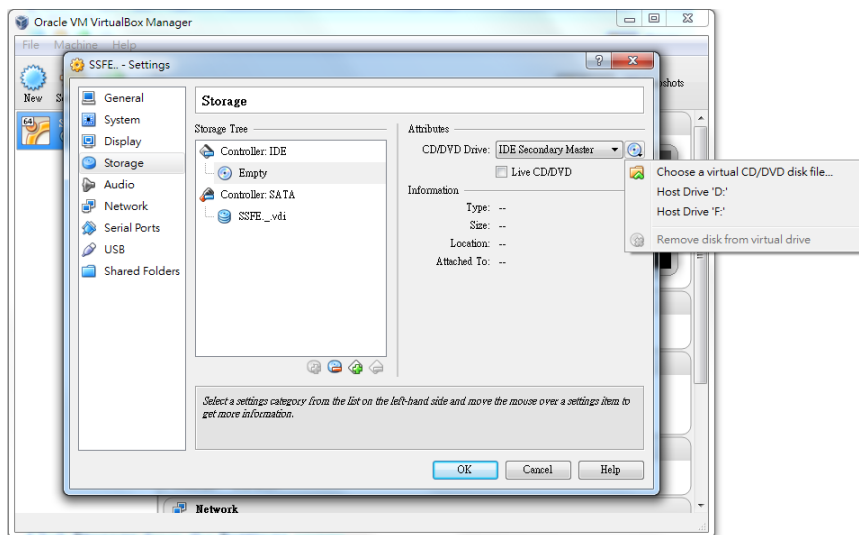 Oracle VM VirtualBox Manager
File Machine Help
SSFE.. - Settings
New
shots
64
General
System
Display
Storage
Audio
Network
Serial Ports
USB
Shared Folders
Storage
Storage Tree
Controller: IDE
Empty
Controller: SATA
SSFE._.vdi
Attributes
CD/DVD Drive: IDE Secondary Master
Live CD/DVD
Information
Type: --
Size: --
Location: --
Attached To: --
Choose a virtual CD/DVD disk file...
Host Drive 'D:'
Host Drive 'F:'
Remove disk from virtual drive
Select a settings category from the list on the left-hand side and move the mouse over a settings item to
get more information.
OK Cancel Help
Network